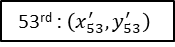 53ʳᵈ : (x′₅₃, y′₅₃)